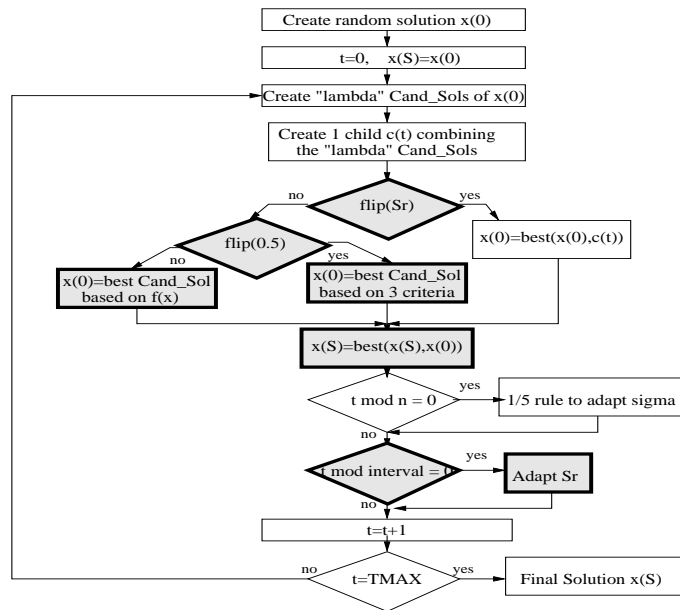 Create random solution x(0)
t=0, x(S)=x(0)
Create "lambda" Cand_Sols of x(0)
Create 1 child c(t) combining
the "lambda" Cand_Sols
no
flip(Sr)
yes
flip(0.5)
x(0)=best(x(0),c(t))
no
yes
x(0)=best Cand_Sol
based on f(x)
x(0)=best Cand_Sol
based on 3 criteria
x(S)=best(x(S),x(0))
t mod n = 0
yes
1/5 rule to adapt sigma
no
t mod interval = 0
yes
Adapt Sr
no
t=t+1
no
t=TMAX
yes
Final Solution x(S)